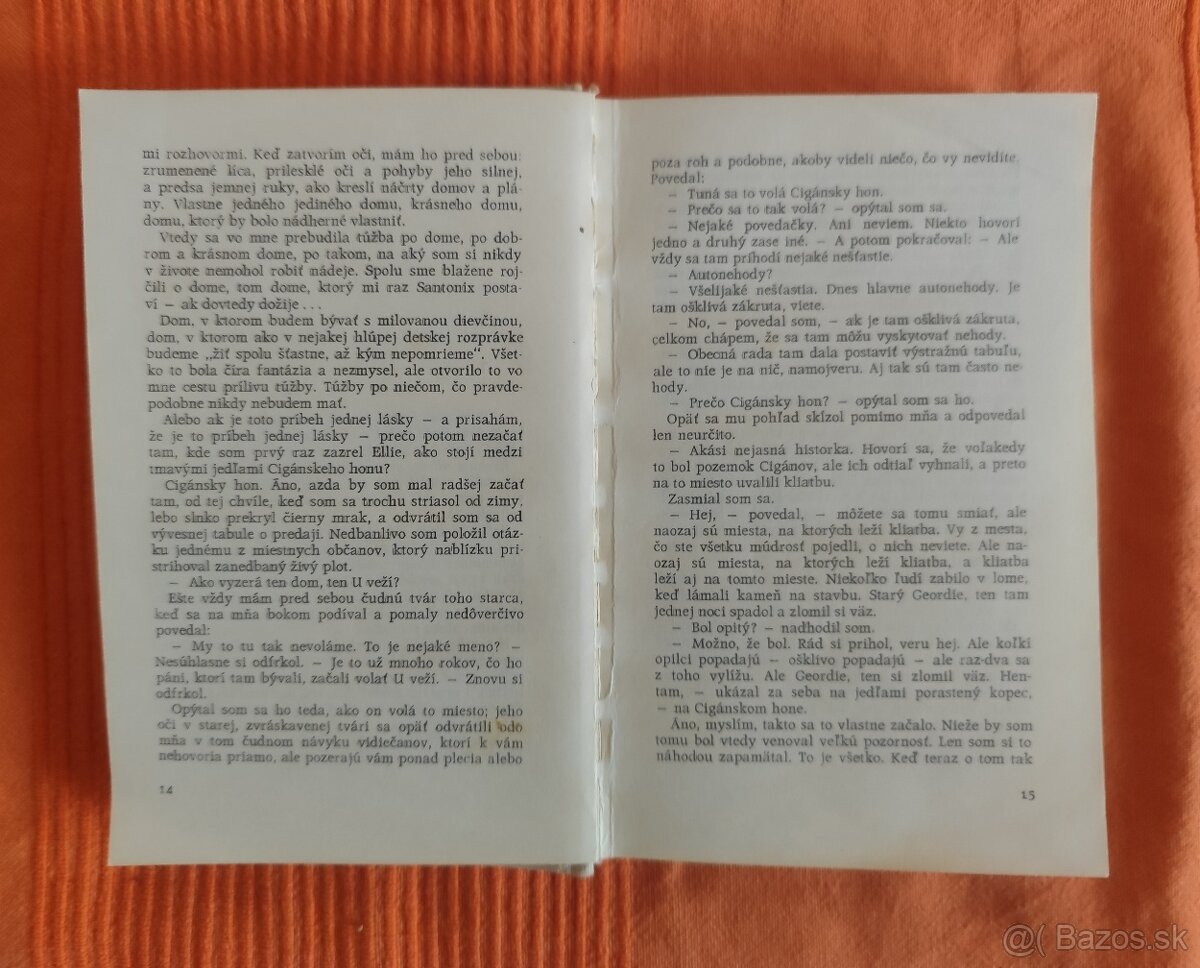 mi rozhovormi. Keď zatvorím oči, mám ho pred sebou:
zrumenené líca, prilesklé oči a pohyby jeho silnej,
a predsa jemnej ruky, ako kreslí náčrty domov a plá-
ny. Vlastne jedného jediného domu, krásneho domu,
domu, ktorý by bolo nádherné vlastniť.
Vtedy sa vo mne prebudila túžba po dome, po dob-
rom a krásnom dome, po takom, na aký som si nikdy
v živote nemohol robiť nádeje. Spolu sme blažene roj-
čili o dome, tom dome, ktorý mi raz Santonix posta-
ví – ak dovtedy dožije...
Dom, v ktorom budem bývať s milovanou dievčinou,
dom, v ktorom ako v nejakej hlúpej detskej rozprávke
budeme „žiť spolu šťastne, až kým nepomrieme“. Všet-
ko to bola číra fantázia a nezmysel, ale otvorilo to vo
mne cestu prílivu túžby. Túžby po niečom, čo pravde-
podobne nikdy nebudem mať.
Alebo ak je toto príbeh jednej lásky – a prisahám,
že je to príbeh jednej lásky – prečo potom nezačať
tam, kde som prvý raz zazrel Ellie, ako stojí medzi
tmavými jedľami Cigánskeho honu?
Cigánsky hon. Áno, azda by som mal radšej začať
tam, od tej chvíle, keď som sa trochu striasol od zimy,
lebo slnko prekryl čierny mrak, a odvrátil som sa od
vývesnej tabule o predaji. Nedbanlivo som položil otáz-
ku jednému z miestnych občanov, ktorý nablízku pri-
strihoval zanedbaný živý plot.
– Ako vyzerá ten dom, ten U veží?
Ešte vždy mám pred sebou čudnú tvár toho starca,
keď sa na mňa bokom podíval a pomaly nedôverčivo
povedal:
– My to tu tak nevoláme. To je nejaké meno? –
Nesúhlasne si odfrkol. – Je to už mnoho rokov, čo ho
páni, ktorí tam bývali, začali volať U veží. – Znovu si
odfrkol.
Opýtal som sa ho teda, ako on volá to miesto; jeho
oči v starej, zvráskavenej tvári sa opäť odvrátili odo
mňa v tom čudnom návyku vidiečanov, ktorí k vám
nehovoria priamo, ale pozerajú vám ponad plecia alebo
14
poza roh a podobne, akoby videli niečo, čo vy nevidíte.
Povedal:
– Tuná sa to volá Cigánsky hon.
– Prečo sa to tak volá? – opýtal som sa.
– Nejaké povedačky. Ani neviem. Niekto hovorí
jedno a druhý zase iné. – A potom pokračoval: – Ale
vždy sa tam prihodí nejaké nešťastie.
– Autonehody?
– Všelijaké nešťastia. Dnes hlavne autonehody. Je
tam ošklivá zákruta, viete.
– No, – povedal som, – ak je tam ošklivá zákruta,
celkom chápem, že sa tam môžu vyskytovať nehody.
– Obecná rada tam dala postaviť výstražnú tabuľu,
ale to nie je na nič, namojveru. Aj tak sú tam často ne-
hody.
– Prečo Cigánsky hon? – opýtal som sa ho.
Opäť sa mu pohľad skĺzol pomimo mňa a odpovedal
len neurčito.
– Akási nejasná historka. Hovorí sa, že voľakedy
to bol pozemok Cigánov, ale ich odtiaľ vyhnali, a preto
na to miesto uvalili kliatbu.
Zasmial som sa.
– Hej, – povedal, – môžete sa tomu smiať, ale
naozaj sú miesta, na ktorých leží kliatba. Vy z mesta,
čo ste všetku múdrosť pojedli, o nich neviete. Ale na-
ozaj sú miesta, na ktorých leží kliatba, a kliatba
leží aj na tomto mieste. Niekoľko ľudí zabilo v lome,
keď lámali kameň na stavbu. Starý Geordie, ten tam
jednej noci spadol a zlomil si väz.
– Bol opitý? – nadhodil som.
– Možno, že bol. Rád si prihol, veru hej. Ale koľkí
opilci popadajú – ošklivo popadajú – ale raz-dva sa
z toho vylížu. Ale Geordie, ten si zlomil väz. Hen-
tam, – ukázal za seba na jedľami porastený kopec,
– na Cigánskom hone.
Áno, myslím, takto sa to vlastne začalo. Nieže by som
tomu bol vtedy venoval veľkú pozornosť. Len som si to
náhodou zapamätal. To je všetko. Keď teraz o tom tak
15
@( Bazos.sk